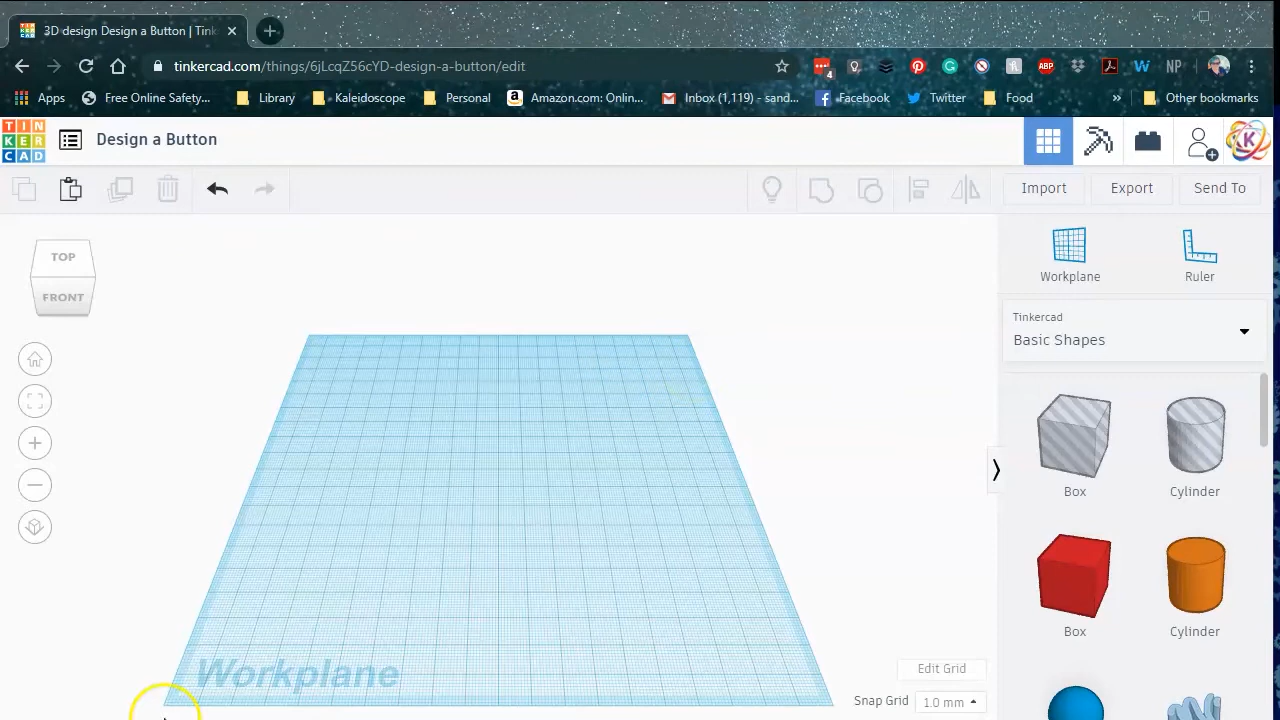 3D design Design a Button | Tink
tinkercad.com/things/6jLcqZ56cYD-design-a-button/edit
4
ABP
W
NP
Apps
Free Online Safety...
Library
Kaleidoscope
Personal
Amazon.com: Onlin...
Inbox (1,119) - sand...
Facebook
Twitter
Food
»
Other bookmarks
TIN
KER
CAD
Design a Button
K
Import
Export
Send To
TOP
FRONT
Workplane
Ruler
Tinkercad
Basic Shapes
Box
Cylinder
Box
Cylinder
Workplane
Edit Grid
Snap Grid
1.0 mm